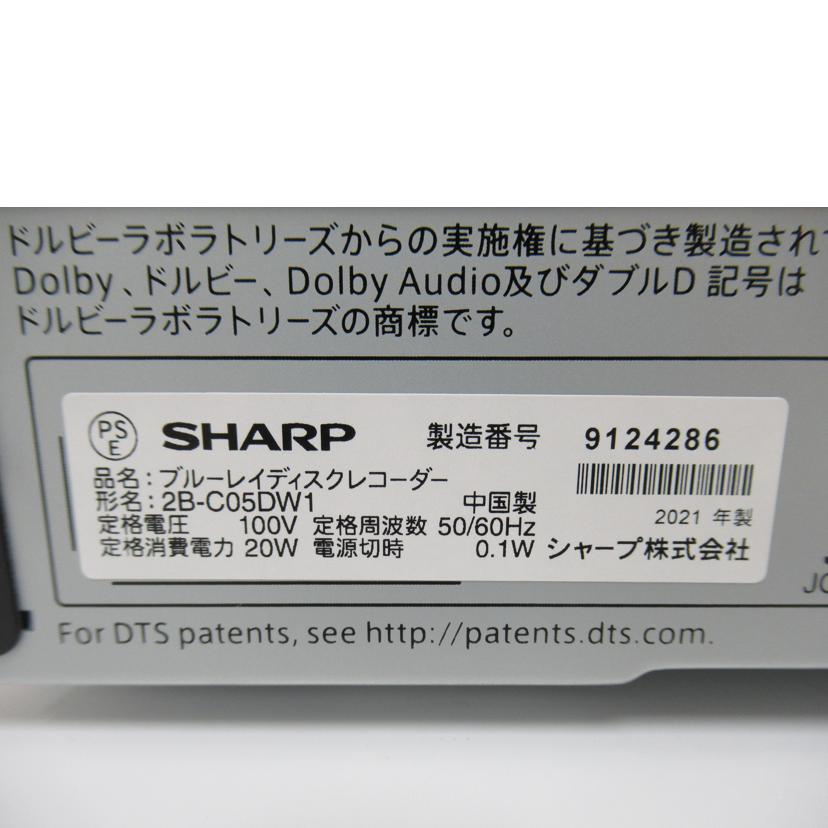 ドルビーラボラトリーズからの実施権に基づき製造され
Dolby、ドルビー、Dolby Audio及びダブルD 記号は
ドルビーラボラトリーズの商標です。
PSE SHARP 製造番号 9124286
品名：ブルーレイディスクレコーダー
形名：2B-C05DW1 中国製
2021 年製
定格電圧 100V 定格周波数 50/60Hz
定格消費電力 20W 電源切時 0.1W シャープ株式会社
For DTS patents, see http://patents.dts.com.